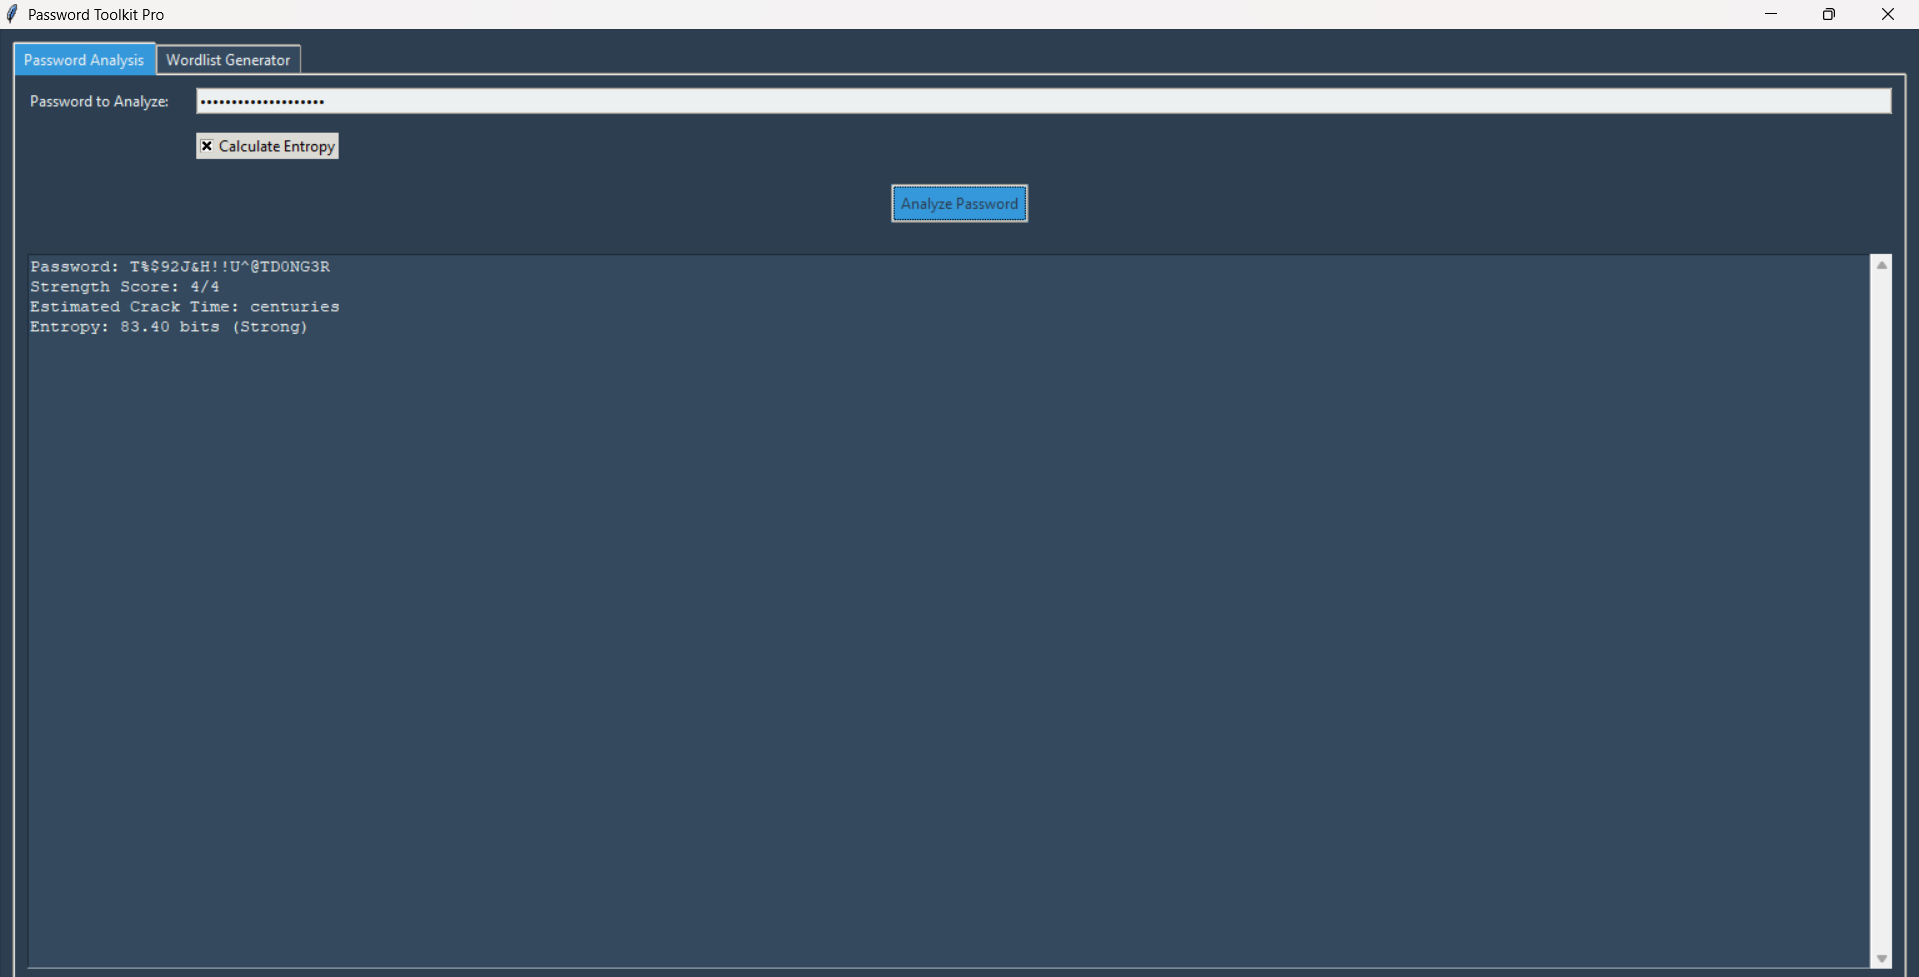 Password Toolkit Pro
Password Analysis Wordlist Generator
Password to Analyze: ••••••••••••••••••••
Calculate Entropy
Analyze Password
Password: T%$92J&H!!U^@TD0NG3R
Strength Score: 4/4
Estimated Crack Time: centuries
Entropy: 83.40 bits (Strong)